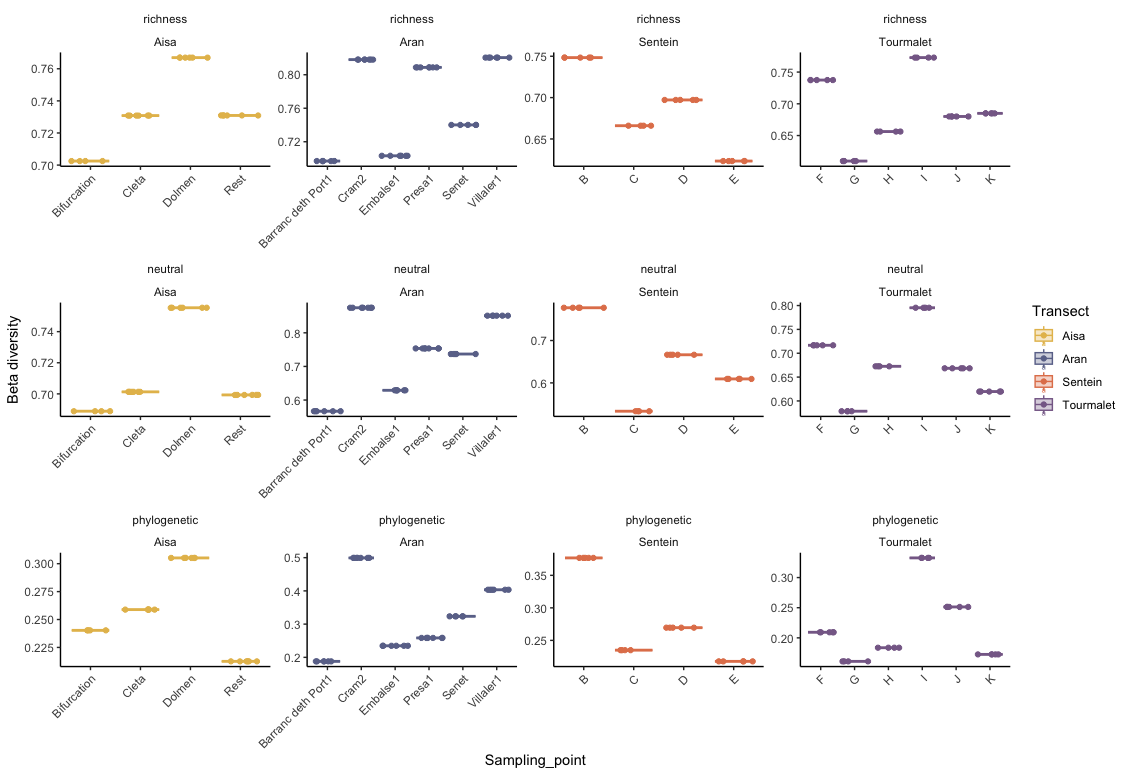 richness
richness
richness
richness
Aisa
Aran
Sentein
Tourmalet
0.76
0.74
0.72
0.70
0.80
0.76
0.72
0.75
0.70
0.65
0.75
0.70
0.65
Bifurcation
Cleta
Dolmen
Rest
Barranc deth Port1
Cram2
Embalse1
Presa1
Senet
Villaler1
B
C
D
E
F
G
H
I
J
K
neutral
neutral
neutral
neutral
Aisa
Aran
Sentein
Tourmalet
0.74
0.72
0.70
0.8
0.7
0.6
0.7
0.6
0.80
0.75
0.70
0.65
0.60
Bifurcation
Cleta
Dolmen
Rest
Barranc deth Port1
Cram2
Embalse1
Presa1
Senet
Villaler1
B
C
D
E
F
G
H
I
J
K
phylogenetic
phylogenetic
phylogenetic
phylogenetic
Aisa
Aran
Sentein
Tourmalet
0.300
0.275
0.250
0.225
0.5
0.4
0.3
0.2
0.35
0.30
0.25
0.30
0.25
0.20
Bifurcation
Cleta
Dolmen
Rest
Barranc deth Port1
Cram2
Embalse1
Presa1
Senet
Villaler1
B
C
D
E
F
G
H
I
J
K
Beta diversity
Sampling_point
Transect
Aisa
Aran
Sentein
Tourmalet